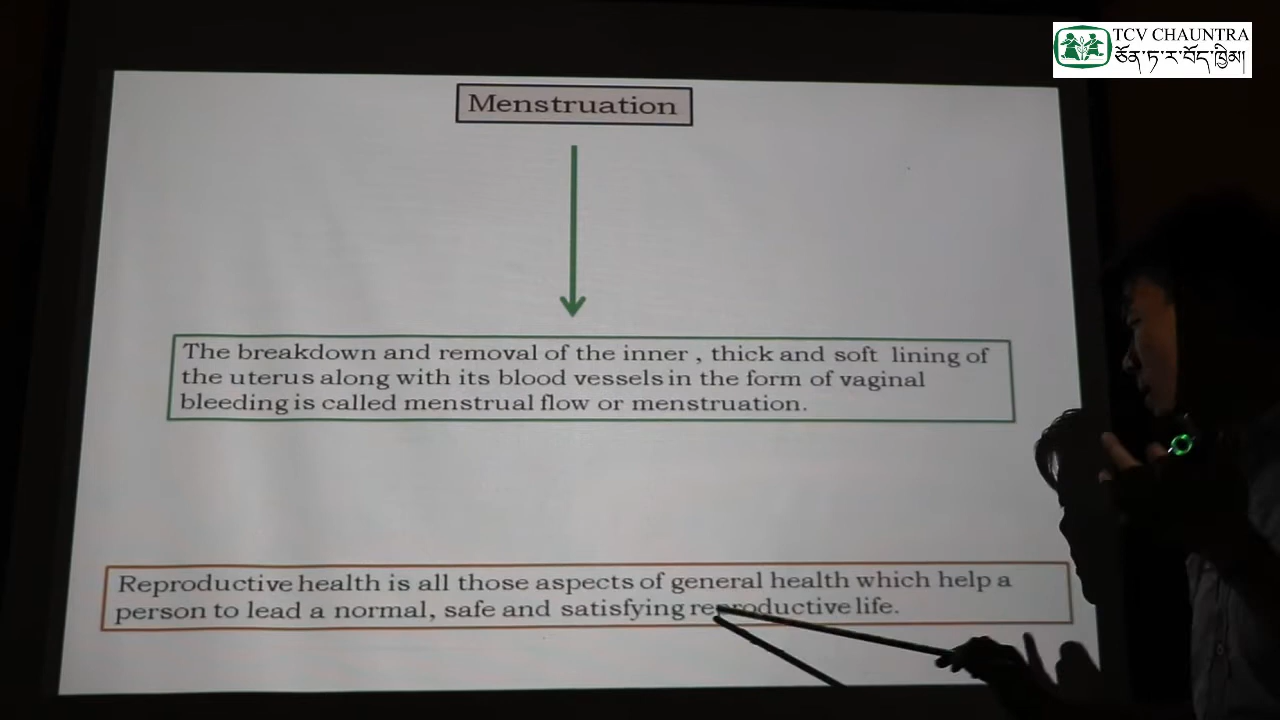 TCV CHAUNTRA
ཅོན་ཏ་ར་བོད་ཁྱིམ།
Menstruation
The breakdown and removal of the inner , thick and soft lining of
the uterus along with its blood vessels in the form of vaginal
bleeding is called menstrual flow or menstruation.
Reproductive health is all those aspects of general health which help a
person to lead a normal, safe and satisfying reproductive life.